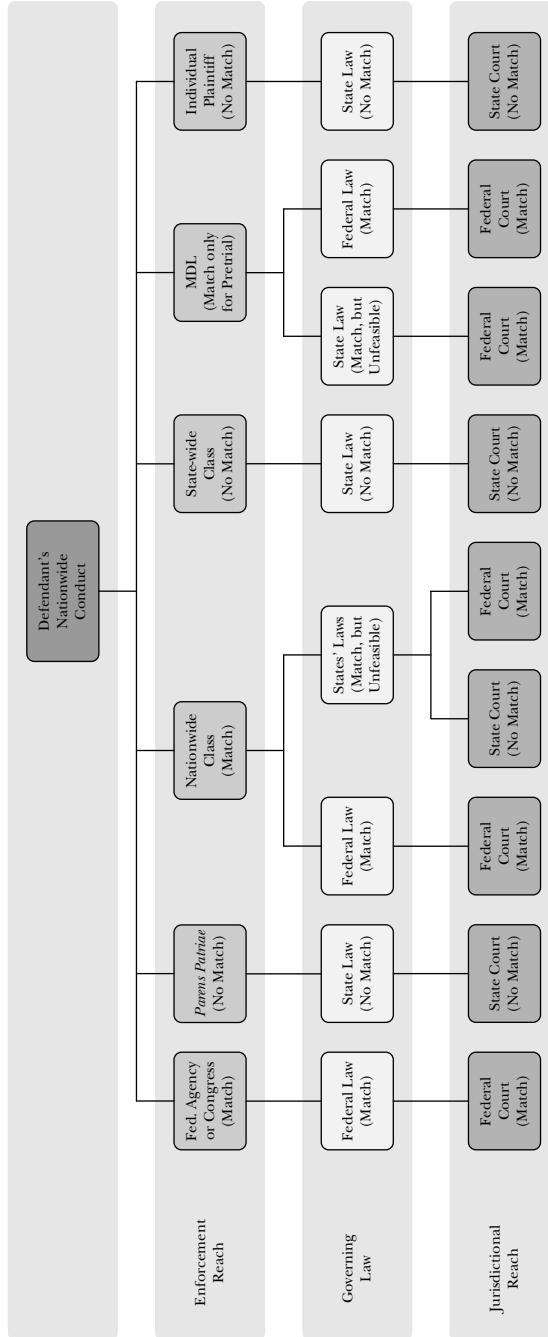 Defendant's
Nationwide
Conduct
Enforcement
Reach
Fed. Agency
or Congress
(Match)
Parens Patriae
(No Match)
Nationwide
Class
(Match)
State-wide
Class
(No Match)
MDL
(Match only
for Pretrial)
Individual
Plaintiff
(No Match)
Governing
Law
Federal Law
(Match)
State Law
(No Match)
Federal Law
(Match)
States' Laws
(Match, but
Unfeasible)
State Law
(No Match)
State Law
(Match, but
Unfeasible)
Federal Law
(Match)
State Law
(No Match)
Jurisdictional
Reach
Federal
Court
(Match)
State Court
(No Match)
Federal
Court
(Match)
State Court
(No Match)
Federal
Court
(Match)
State Court
(No Match)
Federal
Court
(Match)
Federal
Court
(Match)
State Court
(No Match)